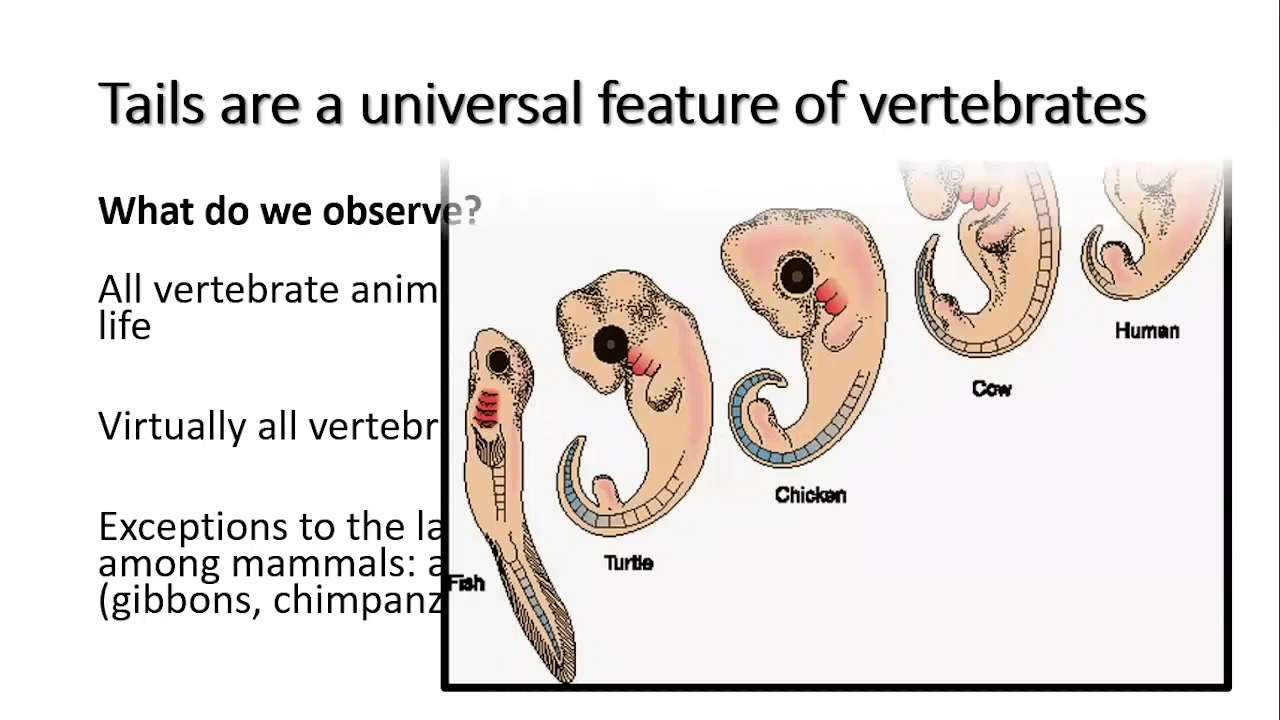 Tails are a universal feature of vertebrates
What do we observe?
All vertebrate anim
life
Virtually all vertebr
Exceptions to the la
among mammals: a
(gibbons, chimpanz
Fish
Turtle
Chicken
Cow
Human